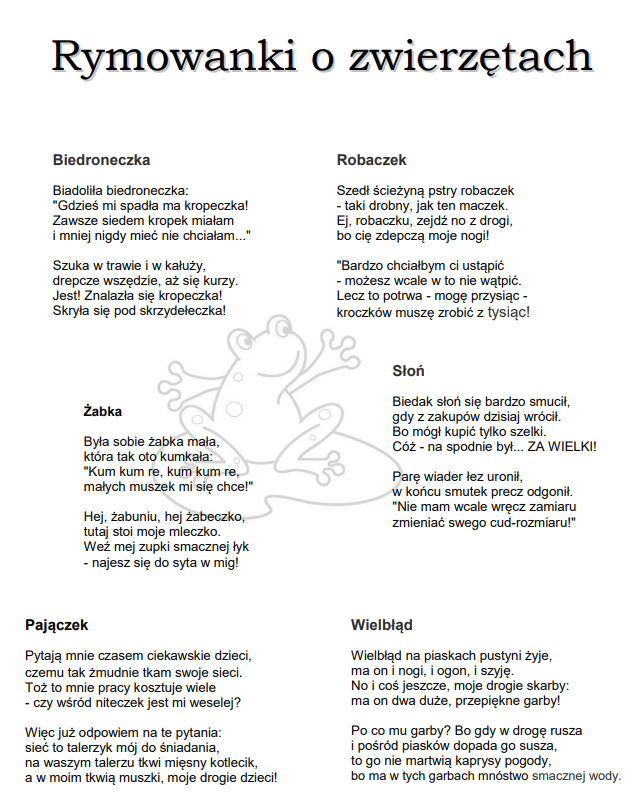 Rymowanki o zwierzętach
Biedroneczka
Biadoliła biedroneczka:
"Gdzieś mi spadła ma kropeczka!
Zawsze siedem kropek miałam
i mniej nigdy mieć nie chciałam..."
Szuka w trawie i w kałuży,
drepcze wszędzie, aż się kurzy.
Jest! Znalazła się kropeczka!
Skryła się pod skrzydełeczka!
Robaczek
Szedł ścieżyną pstry robaczek
- taki drobny, jak ten maczek.
Ej, robaczku, zejdź no z drogi,
bo cię zdepczą moje nogi!
"Bardzo chciałbym ci ustąpić
- możesz wcale w to nie wątpić.
Lecz to potrwa - mogę przysiąc -
kroczków muszę zrobić z tysiąc!
Żabka
Była sobie żabka mała,
która tak oto kumkała:
"Kum kum re, kum kum re,
małych muszek mi się chce!"
Hej, żabuniu, hej żabeczko,
tutaj stoi moje mleczko.
Weź mej zupki smacznej łyk
- najesz się do syta w mig!
Słoń
Biedak słoń się bardzo smucił,
gdy z zakupów dzisiaj wrócił.
Bo mógł kupić tylko szelki.
Cóż - na spodnie był... ZA WIELKI!
Parę wiader łez uronił,
w końcu smutek precz odgonił.
"Nie mam wcale wręcz zamiaru
zmieniać swego cud-rozmiaru!"
Pajączek
Pytają mnie czasem ciekawskie dzieci,
czemu tak żmudnie tkam swoje sieci.
Toż to mnie pracy kosztuje wiele
- czy wśród niteczek jest mi weselej?
Więc już odpowiem na te pytania:
sieć to talerzyk mój do śniadania,
na waszym talerzu tkwi mięsny kotlecik,
a w moim tkwią muszki, moje drogie dzieci!
Wielbłąd
Wielbłąd na piaskach pustyni żyje,
ma on i nogi, i ogon, i szyję.
No i coś jeszcze, moje drogie skarby:
ma on dwa duże, przepiękne garby!
Po co mu garby? Bo gdy w drogę rusza
i pośród piasków dopada go susza,
to go nie martwią kaprysy pogody,
bo ma w tych garbach mnóstwo smacznej wody.